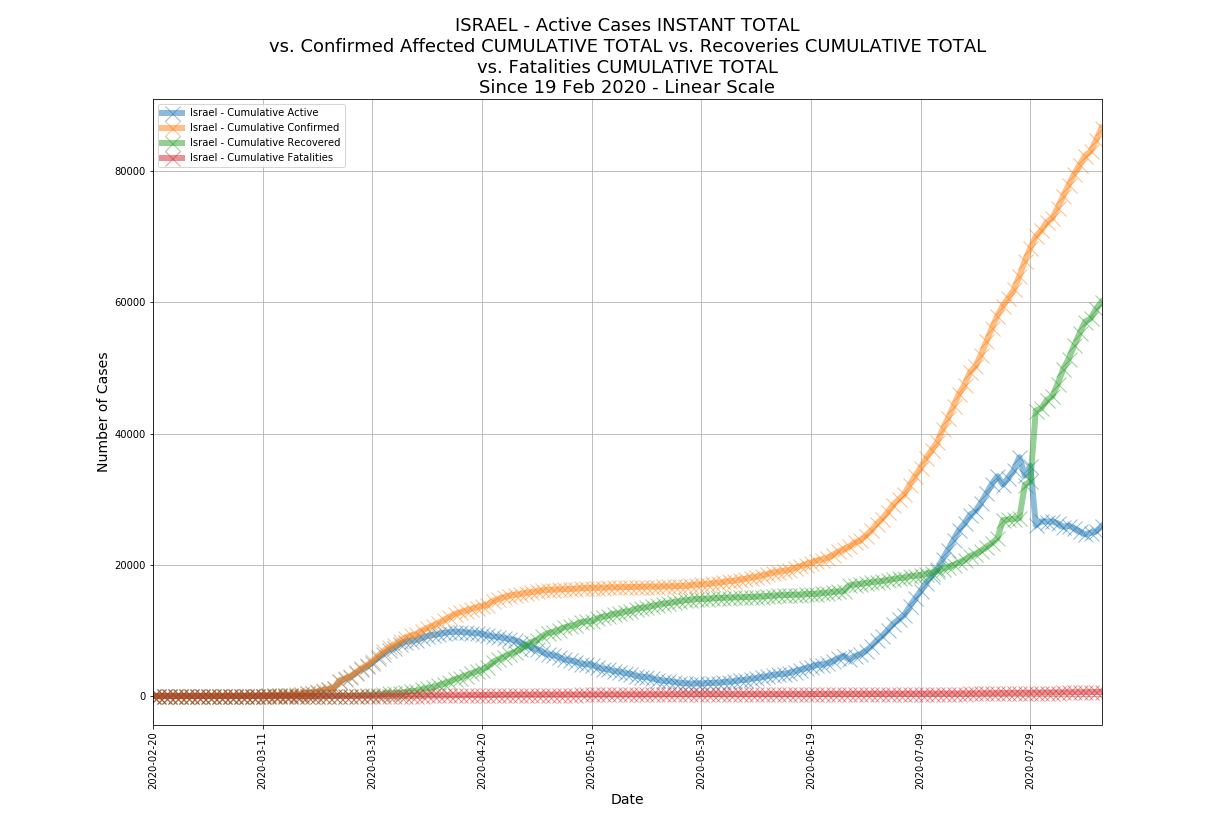 ISRAEL - Active Cases INSTANT TOTAL
vs. Confirmed Affected CUMULATIVE TOTAL vs. Recoveries CUMULATIVE TOTAL
vs. Fatalities CUMULATIVE TOTAL
Since 19 Feb 2020 - Linear Scale
Israel - Cumulative Active
Israel - Cumulative Confirmed
Israel - Cumulative Recovered
Israel - Cumulative Fatalities
Number of Cases
80000
60000
40000
20000
0
2020-02-20
2020-03-11
2020-03-31
2020-04-20
2020-05-10
2020-05-30
2020-06-19
2020-07-09
2020-07-29
Date